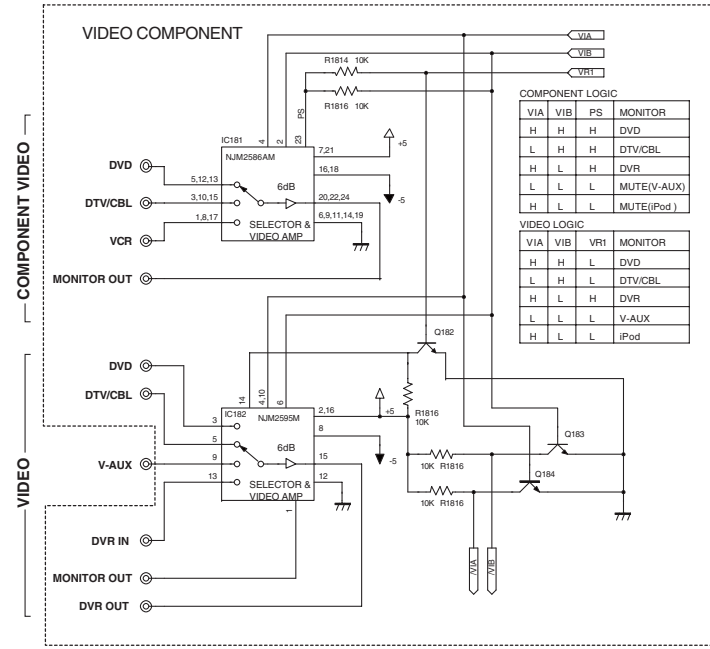 VIDEO COMPONENT
VIA
VIB
VR1
R1814 10K
R1816 10K
PS
IC181
4
2
23
NJM2586AM
7,21
+5
16,18
-5
6dB
20,22,24
SELECTOR &
VIDEO AMP
6,9,11,14,19
COMPONENT VIDEO
DVD
5,12,13
DTV/CBL
3,10,15
VCR
1,8,17
MONITOR OUT
COMPONENT LOGIC
VIA VIB PS MONITOR
H H H DVD
L H H DTV/CBL
H L H DVR
L L L MUTE(V-AUX)
H L L MUTE(iPod )
VIDEO LOGIC
VIA VIB VR1 MONITOR
H H L DVD
L H L DTV/CBL
H L H DVR
L L L V-AUX
H L L iPod
Q182
VIDEO
DVD
DTV/CBL
V-AUX
DVR IN
MONITOR OUT
DVR OUT
14
4,10
6
IC182
NJM2595M
3
5
9
13
2,16
+5
8
-5
6dB
15
SELECTOR &
VIDEO AMP
12
1
R1816
10K
10K R1816
10K R1816
Q183
Q184
/VIA
/VIB